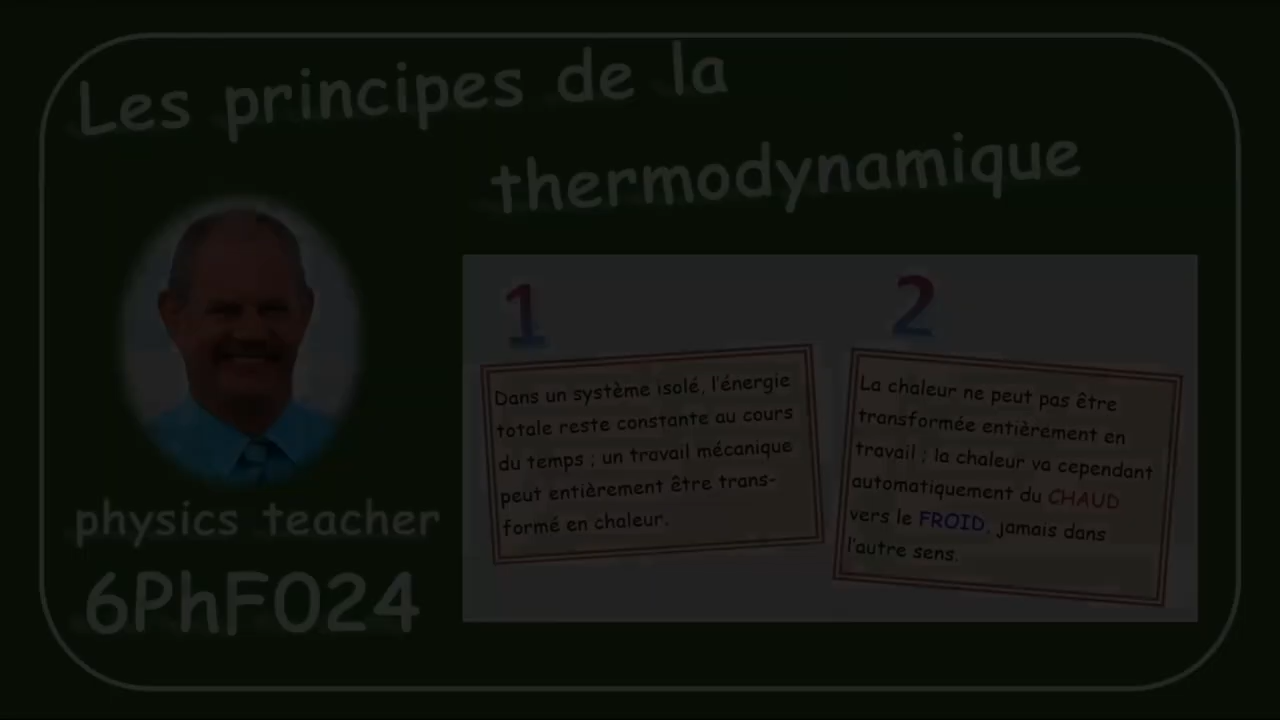 Les principes de la
thermodynamique
1
Dans un système isolé, l'énergie
totale reste constante au cours
du temps ; un travail mécanique
peut entièrement être trans-
formé en chaleur.
2
La chaleur ne peut pas être
transformée entièrement en
travail ; la chaleur va cependant
automatiquement du CHAUD
vers le FROID, jamais dans
l'autre sens.
physics teacher
6PhF024